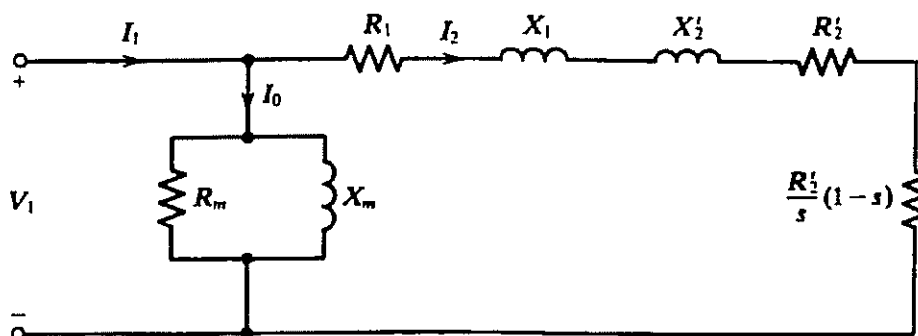 I₁ R₁ I₂ X₁ X₂′ R₂′
+
I₀
V₁ Rₘ Xₘ R₂′/s (1 − s)
−